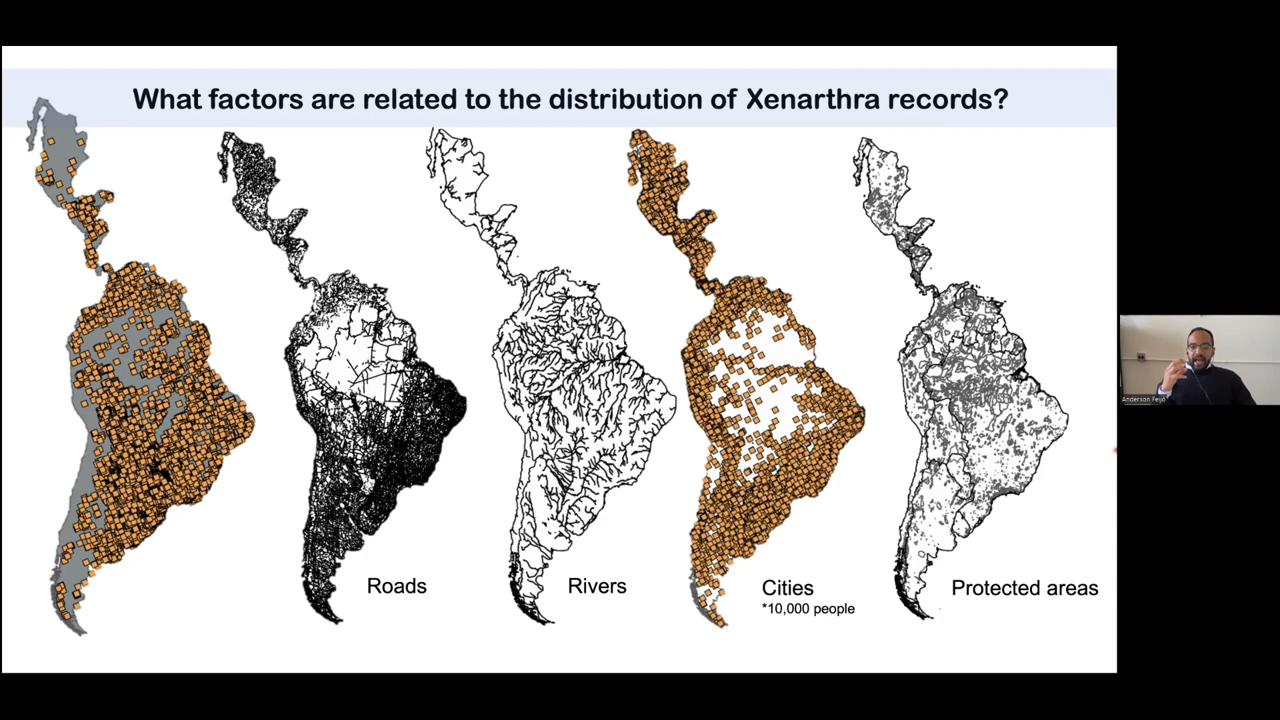 What factors are related to the distribution of Xenarthra records?
Roads
Rivers
Cities
*10,000 people
Protected areas
Anderson Feijó